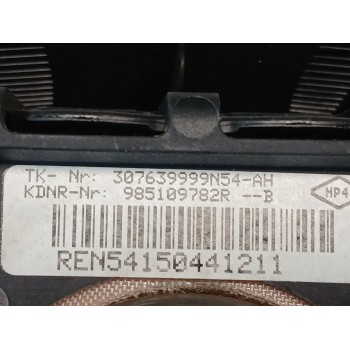 TK- Nr: 307639999N54-AH
KDNR-Nr: 985109782R --B
HP4
REN54150441211